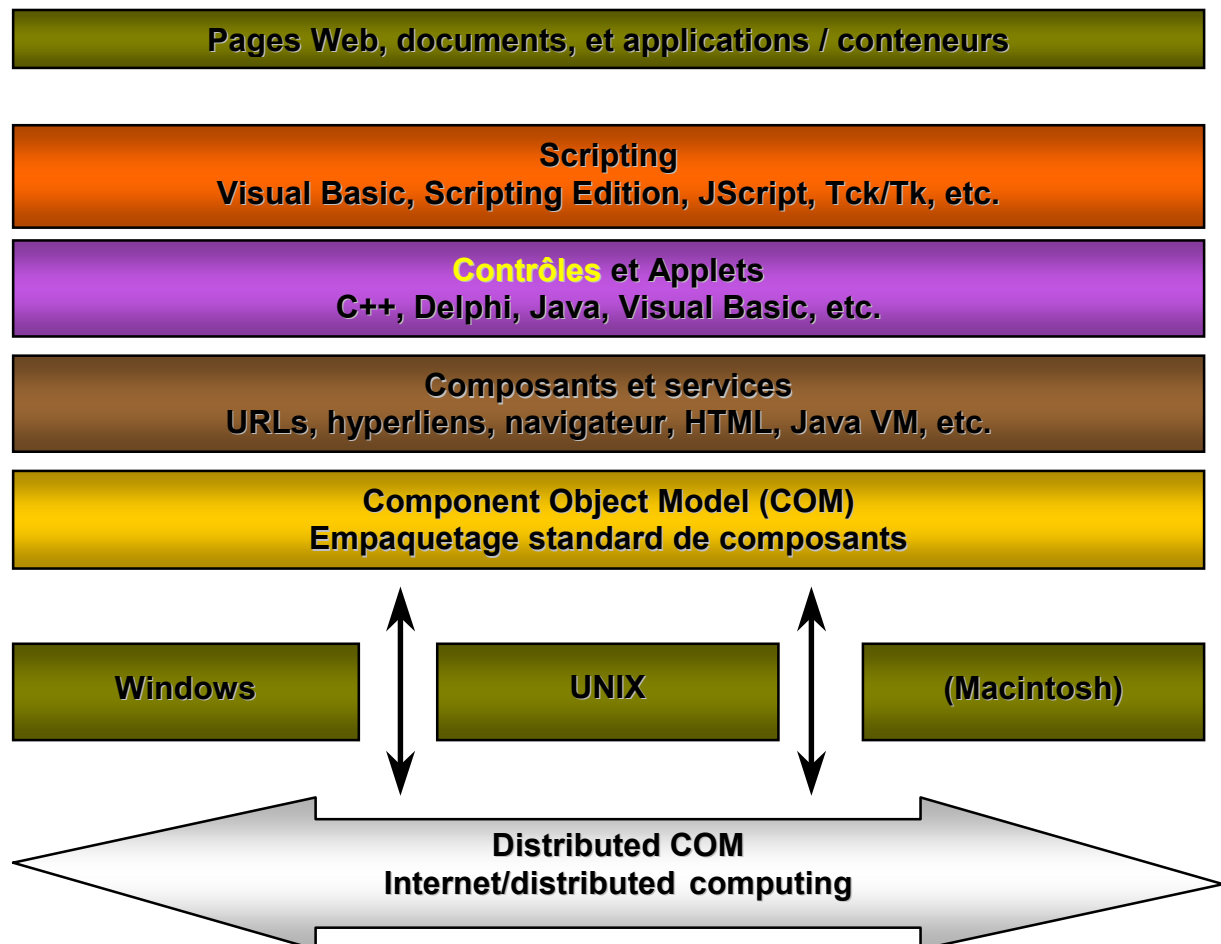 Pages Web, documents, et applications / conteneurs
Scripting
Visual Basic, Scripting Edition, JScript, Tck/Tk, etc.
Contrôles et Applets
C++, Delphi, Java, Visual Basic, etc.
Composants et services
URLs, hyperliens, navigateur, HTML, Java VM, etc.
Component Object Model (COM)
Empaquetage standard de composants
Windows
UNIX
(Macintosh)
Distributed COM
Internet/distributed computing